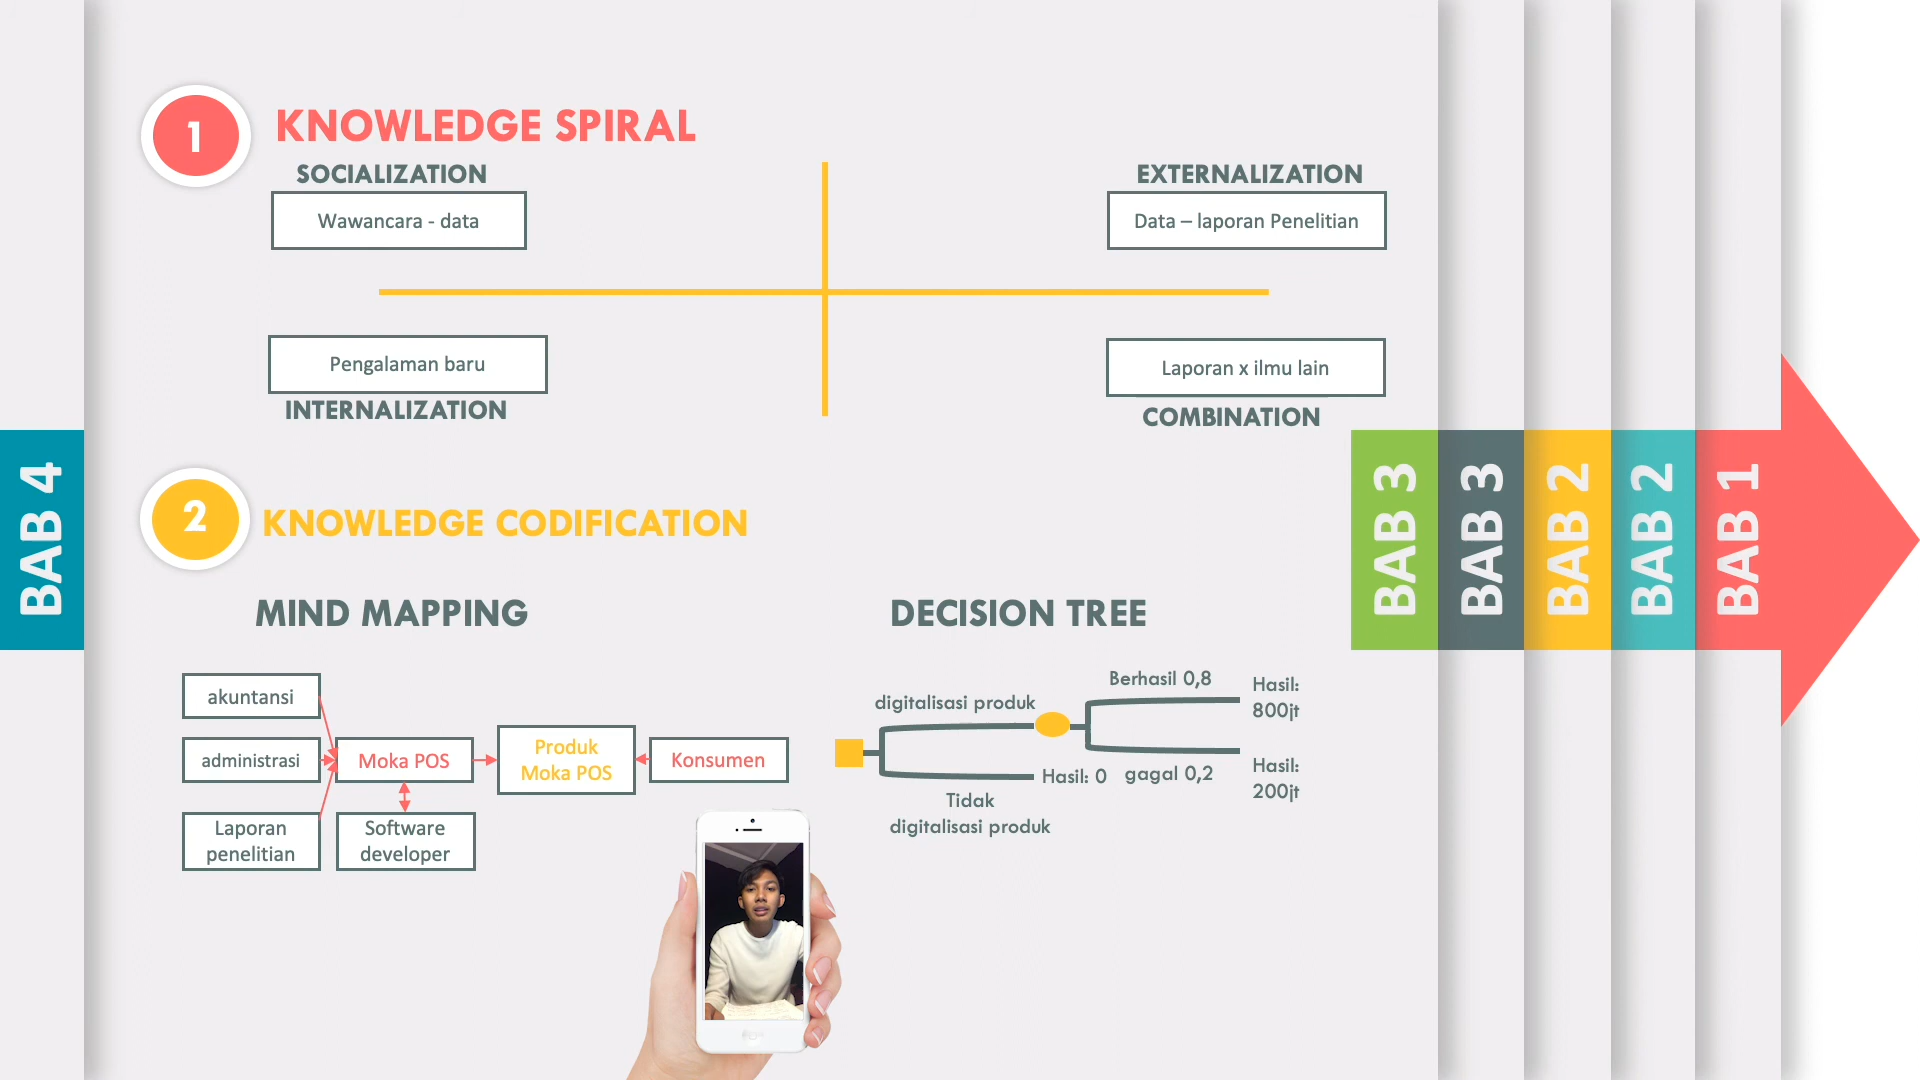 1
KNOWLEDGE SPIRAL
SOCIALIZATION
Wawancara - data
EXTERNALIZATION
Data – laporan Penelitian
Pengalaman baru
INTERNALIZATION
Laporan x ilmu lain
COMBINATION
BAB 4
BAB 3
BAB 3
BAB 2
BAB 2
BAB 1
2
KNOWLEDGE CODIFICATION
MIND MAPPING
akuntansi
administrasi
Laporan
penelitian
Moka POS
Software
developer
Produk
Moka POS
Konsumen
DECISION TREE
digitalisasi produk
Berhasil 0,8
Hasil:
800jt
Hasil: 0
gagal 0,2
Hasil:
200jt
Tidak
digitalisasi produk